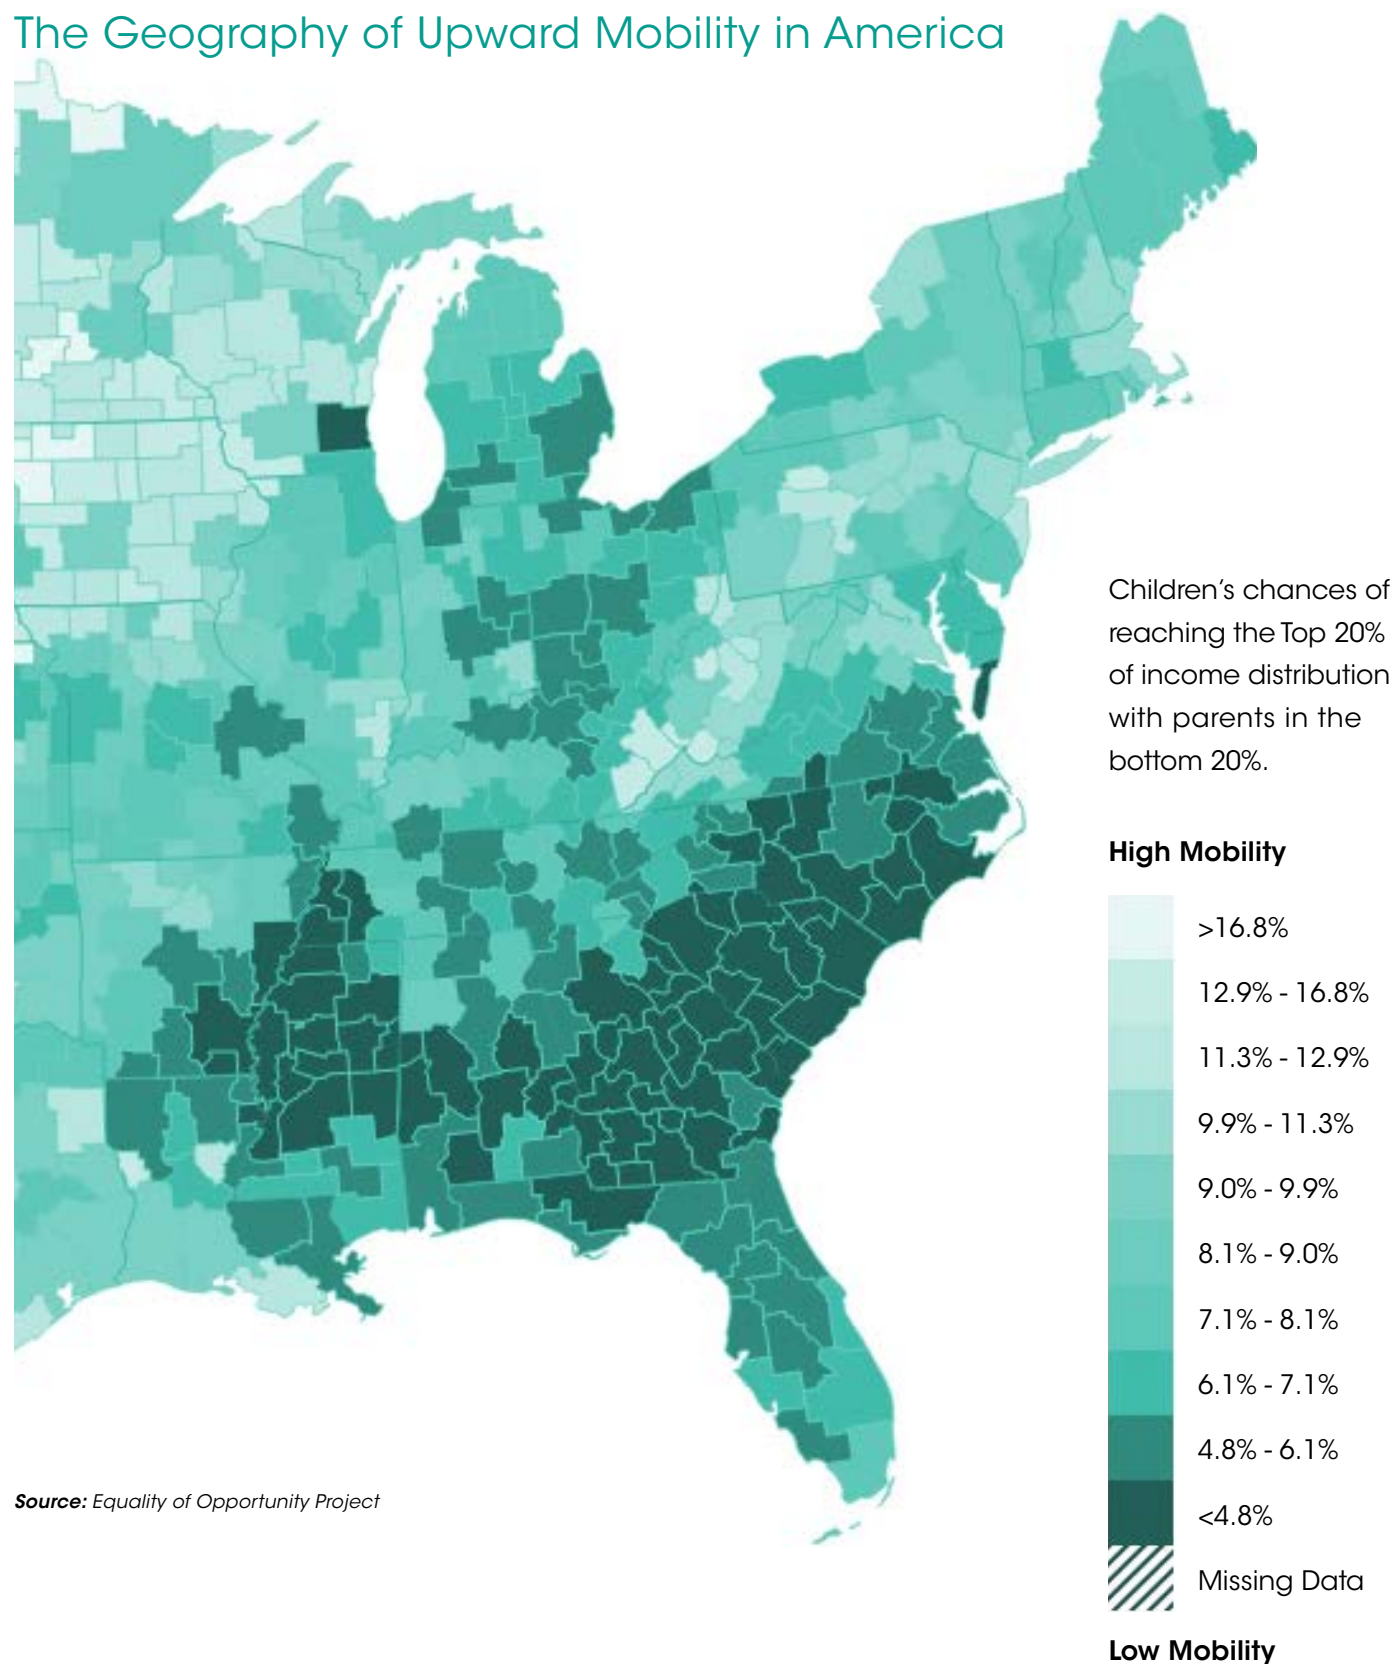 The Geography of Upward Mobility in America
Children’s chances of
reaching the Top 20%
of income distribution
with parents in the
bottom 20%.
High Mobility
>16.8%
12.9% - 16.8%
11.3% - 12.9%
9.9% - 11.3%
9.0% - 9.9%
8.1% - 9.0%
7.1% - 8.1%
6.1% - 7.1%
4.8% - 6.1%
<4.8%
Missing Data
Low Mobility
Source: Equality of Opportunity Project